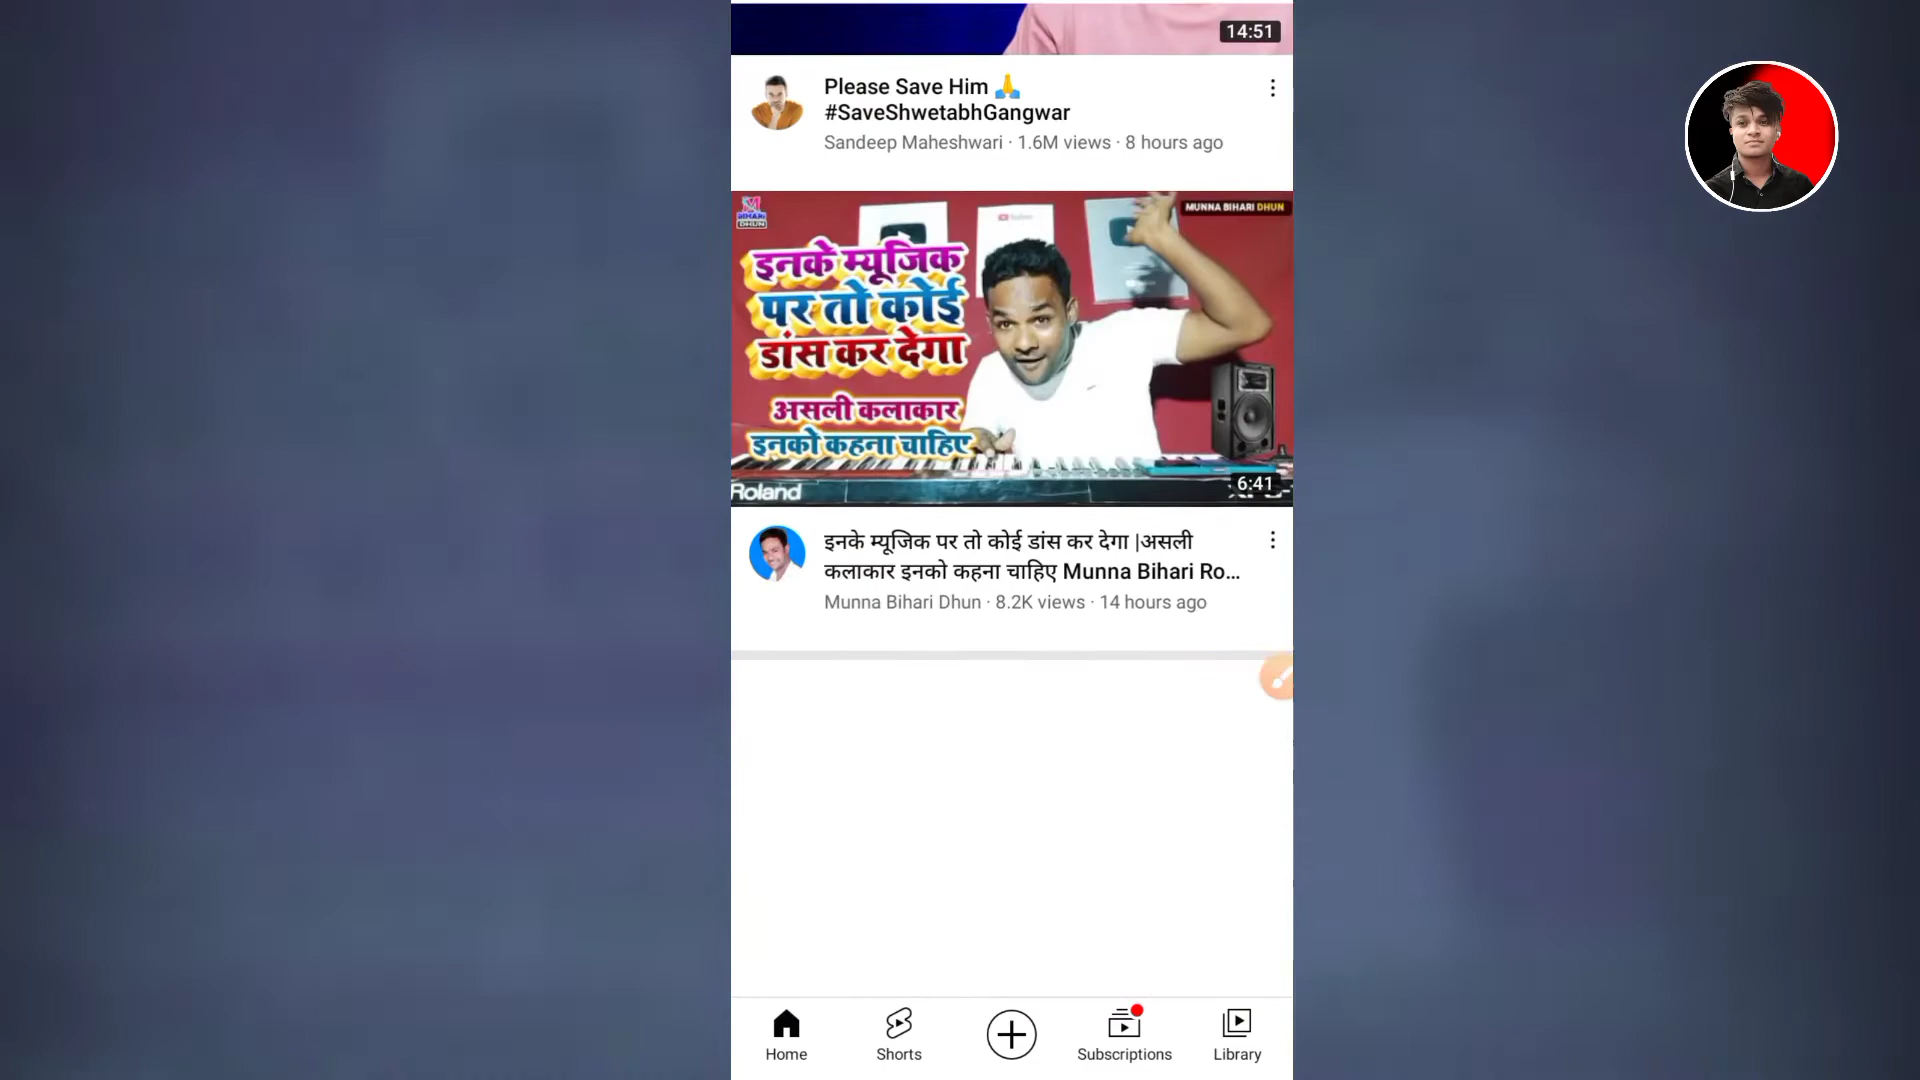 14:51
Please Save Him 🙏
#SaveShwetabhGangwar
Sandeep Maheshwari · 1.6M views · 8 hours ago
BIHARI
DHUN
MUNNA BIHARI DHUN
इनके म्यूजिक
पर तो कोई
डांस कर देगा
असली कलाकार
इनको कहना चाहिए
Roland
6:41
इनके म्यूजिक पर तो कोई डांस कर देगा |असली
कलाकार इनको कहना चाहिए Munna Bihari Ro...
Munna Bihari Dhun · 8.2K views · 14 hours ago
Home
Shorts
Subscriptions
Library